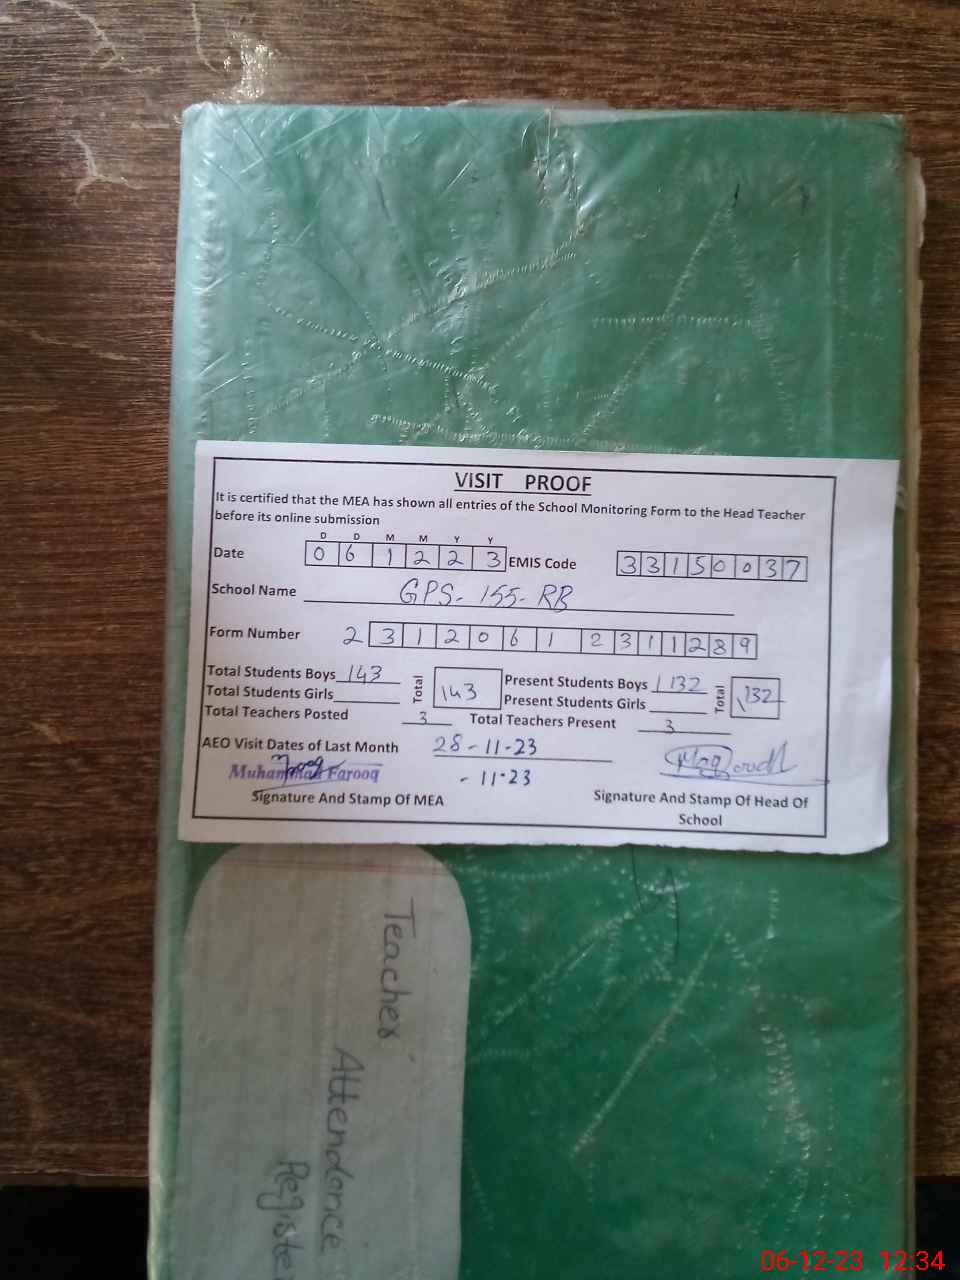 VISIT PROOF
It is certified that the MEA has shown all entries of the School Monitoring Form to the Head Teacher
before its online submission
D D M M Y Y
Date 0 6 1 2 2 3 EMIS Code 3 3 1 5 0 0 3 7
School Name GPS- 155- RB
Form Number 2 3 1 2 0 6 1 2 3 1 1 2 8 9
Total Students Boys 143 Total 143 Present Students Boys 132 Total 132
Total Students Girls Present Students Girls
Total Teachers Posted 3 Total Teachers Present 3
AEO Visit Dates of Last Month 28-11-23
Muhammad Farooq - 11-23
Signature And Stamp Of MEA Signature And Stamp Of Head Of
School
Teaches
Attendance
Registe
06-12-23 12:34